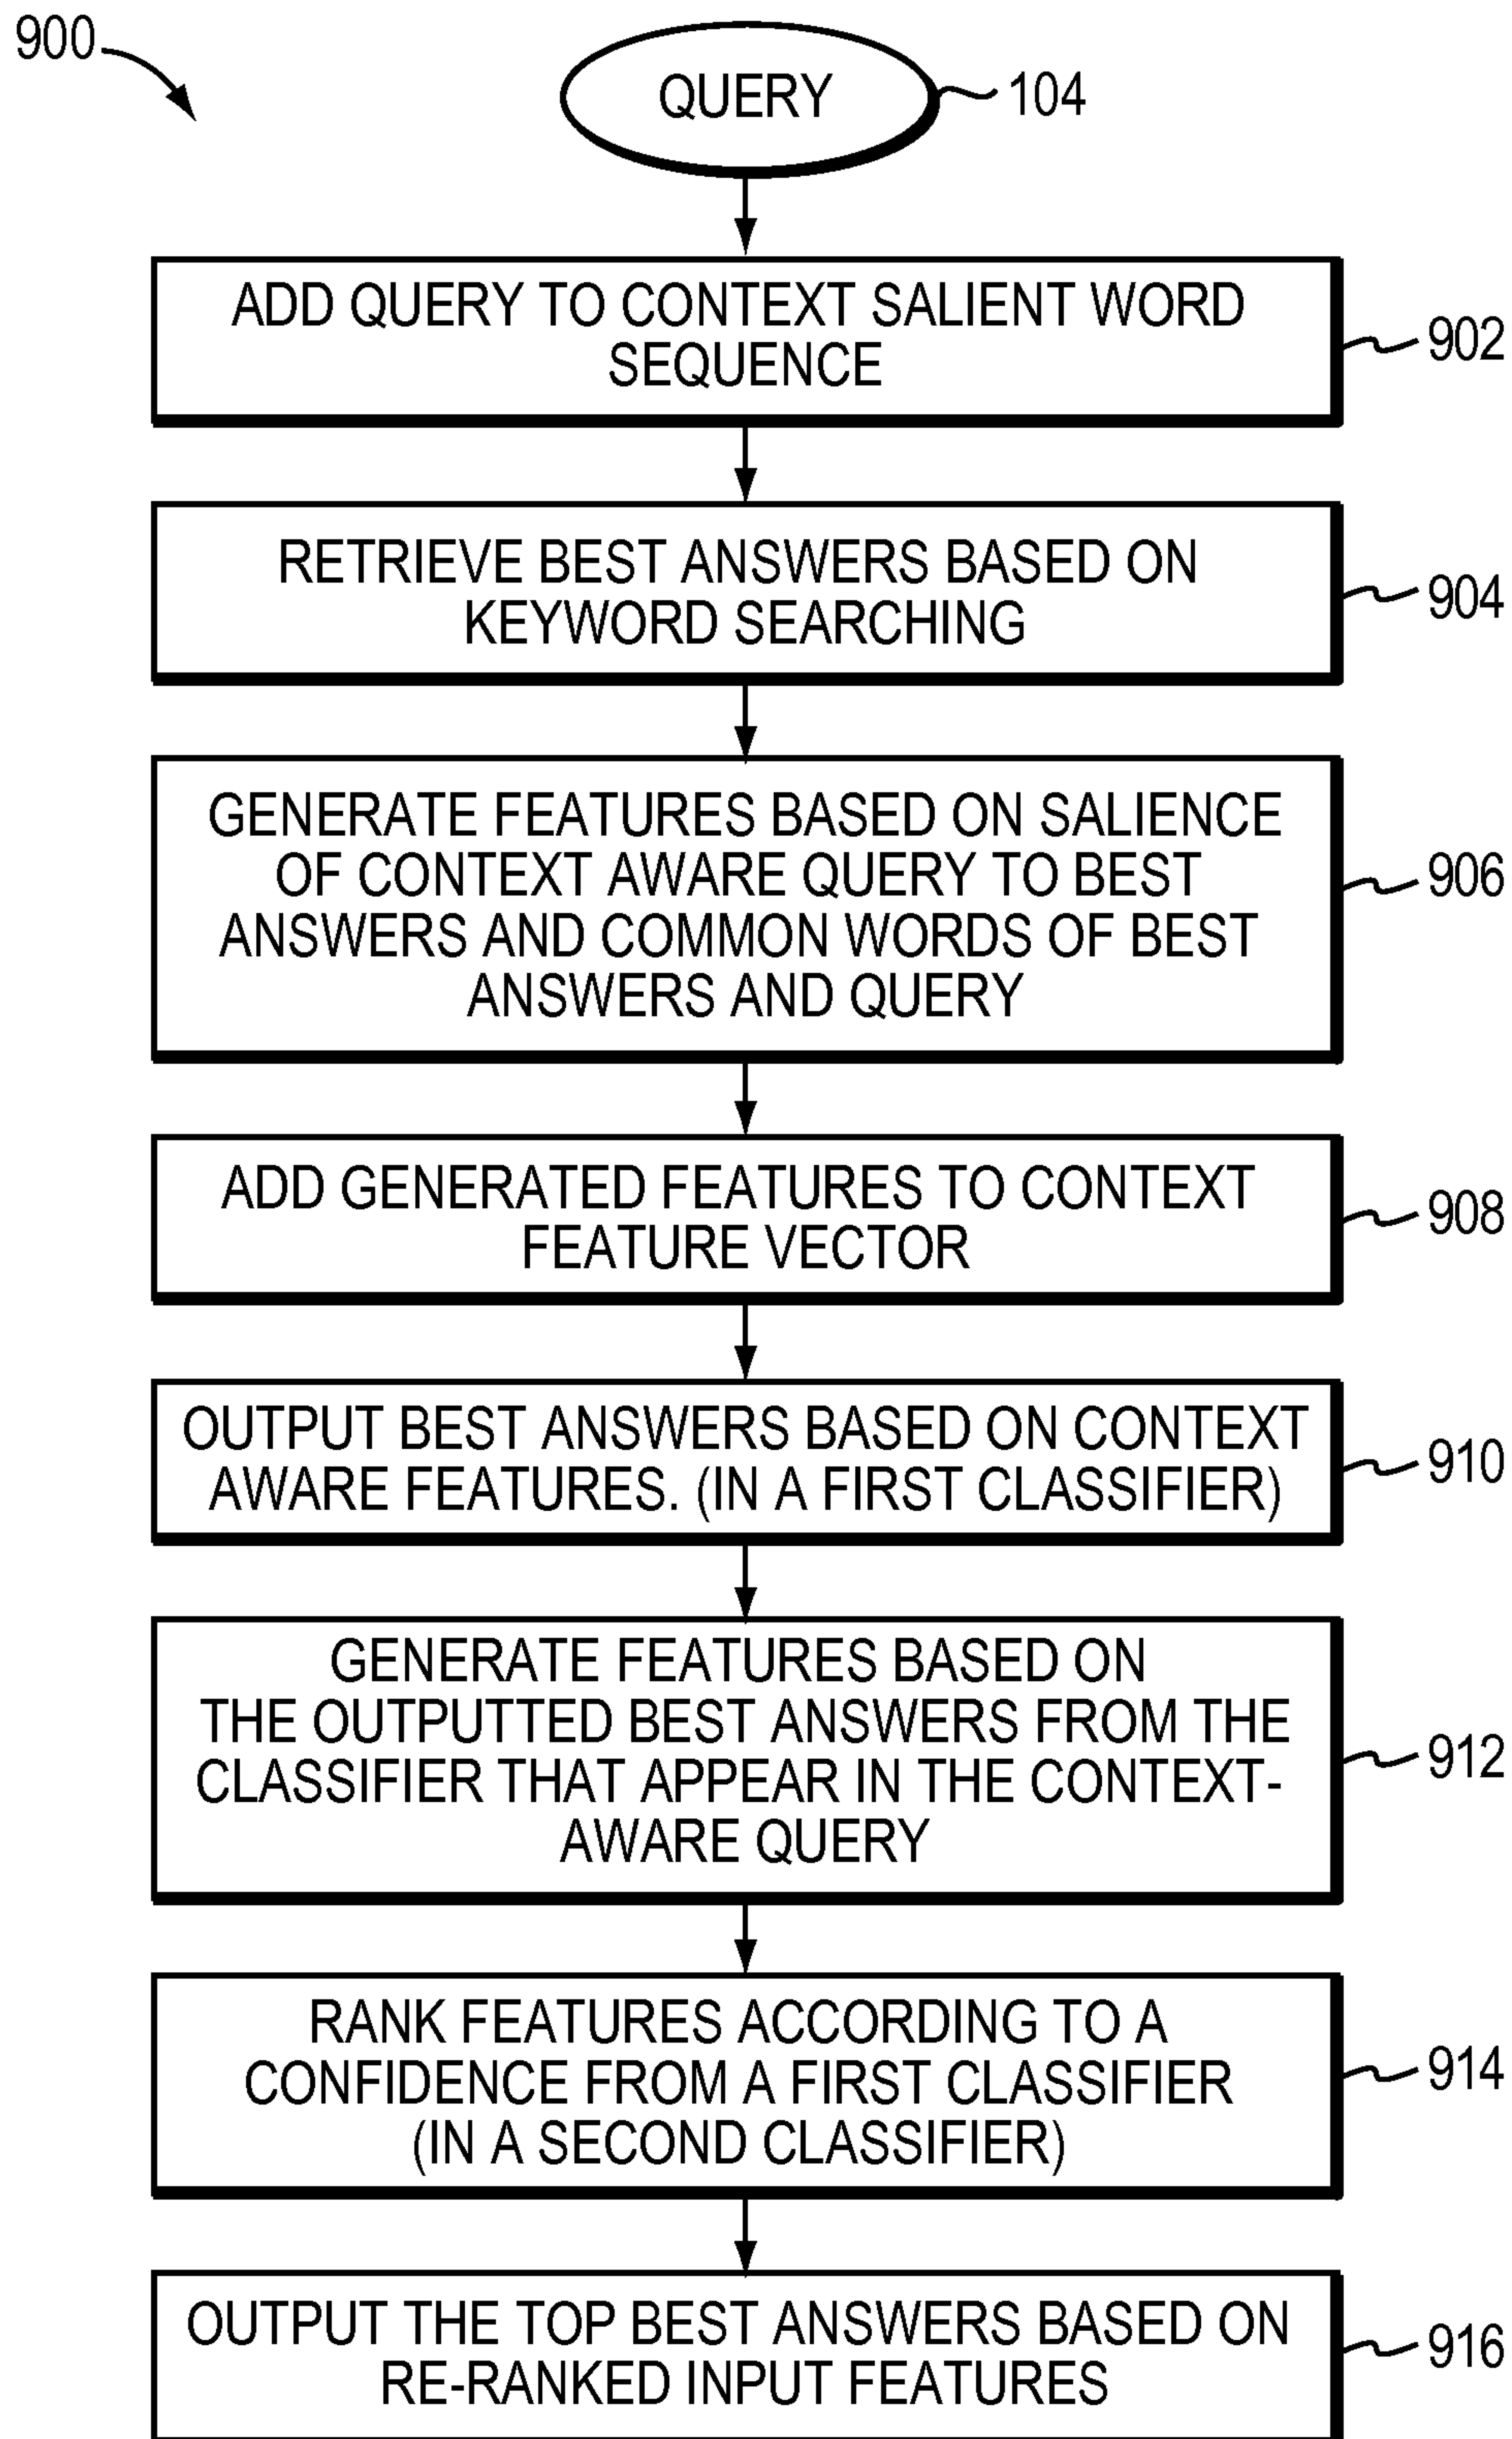 900
QUERY
104
ADD QUERY TO CONTEXT SALIENT WORD
SEQUENCE
902
RETRIEVE BEST ANSWERS BASED ON
KEYWORD SEARCHING
904
GENERATE FEATURES BASED ON SALIENCE
OF CONTEXT AWARE QUERY TO BEST
ANSWERS AND COMMON WORDS OF BEST
ANSWERS AND QUERY
906
ADD GENERATED FEATURES TO CONTEXT
FEATURE VECTOR
908
OUTPUT BEST ANSWERS BASED ON CONTEXT
AWARE FEATURES. (IN A FIRST CLASSIFIER)
910
GENERATE FEATURES BASED ON
THE OUTPUTTED BEST ANSWERS FROM THE
CLASSIFIER THAT APPEAR IN THE CONTEXT-
AWARE QUERY
912
RANK FEATURES ACCORDING TO A
CONFIDENCE FROM A FIRST CLASSIFIER
(IN A SECOND CLASSIFIER)
914
OUTPUT THE TOP BEST ANSWERS BASED ON
RE-RANKED INPUT FEATURES
916